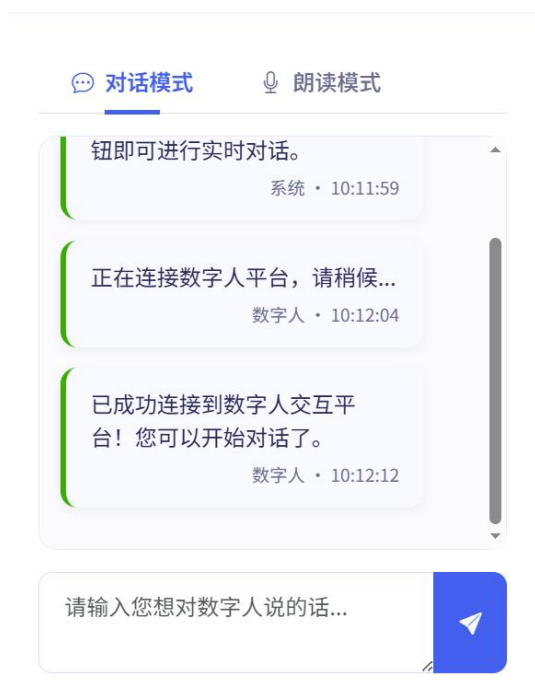 对话模式 朗读模式
钮即可进行实时对话。
系统 • 10:11:59
正在连接数字人平台，请稍候...
数字人 • 10:12:04
已成功连接到数字人交互平
台！您可以开始对话了。
数字人 • 10:12:12
请输入您想对数字人说的话...